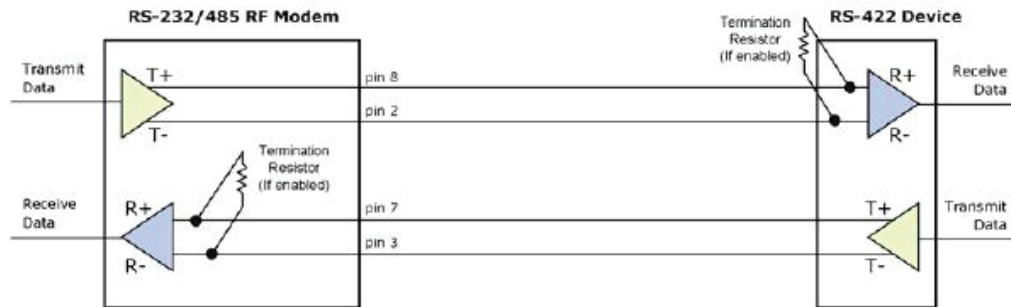 RS-232/485 RF Modem
RS-422 Device
Termination
Resistor
(If enabled)
Transmit
Data
T+
T-
pin 8
pin 2
R+
R-
Receive
Data
Termination
Resistor
(If enabled)
Receive
Data
R+
R-
pin 7
pin 3
T+
T-
Transmit
Data